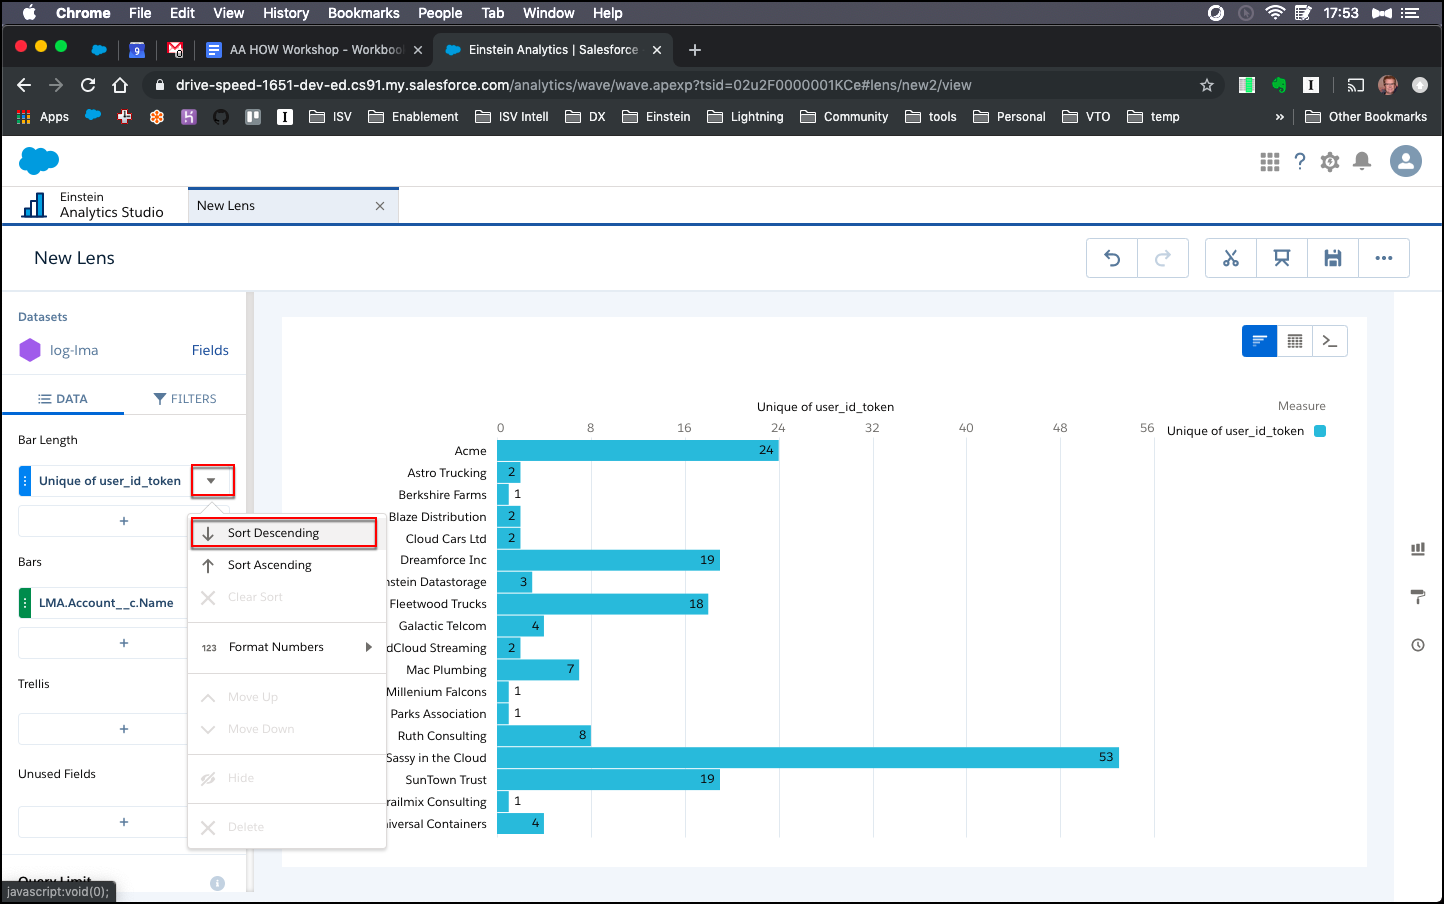 Chrome File Edit View History Bookmarks People Tab Window Help 17:53
9 0 AA HOW Workshop - Workboo Einstein Analytics | Salesforce
drive-speed-1651-dev-ed.cs91.my.salesforce.com/analytics/wave/wave.apexp?tsid=02u2F0000001KCe#lens/new2/view
Apps ISV Enablement ISV Intell DX Einstein Lightning Community tools Personal VTO temp » Other Bookmarks
Einstein
Analytics Studio
New Lens
New Lens
Datasets
log-lma Fields
DATA FILTERS
Bar Length
Unique of user_id_token
+
Bars
LMA.Account__c.Name
+
Trellis
+
Unused Fields
+
Query Limit
javascript:void(0);
Sort Descending
Sort Ascending
Clear Sort
123 Format Numbers
Move Up
Move Down
Hide
Delete
Unique of user_id_token
0 8 16 24 32 40 48 56
Measure
Unique of user_id_token
Acme 24
Astro Trucking 2
Berkshire Farms 1
Blaze Distribution 2
Cloud Cars Ltd 2
Dreamforce Inc 19
nstein Datastorage 3
Fleetwood Trucks 18
Galactic Telcom 4
dCloud Streaming 2
Mac Plumbing 7
Millenium Falcons 1
Parks Association 1
Ruth Consulting 8
Sassy in the Cloud 53
SunTown Trust 19
railmix Consulting 1
iversal Containers 4